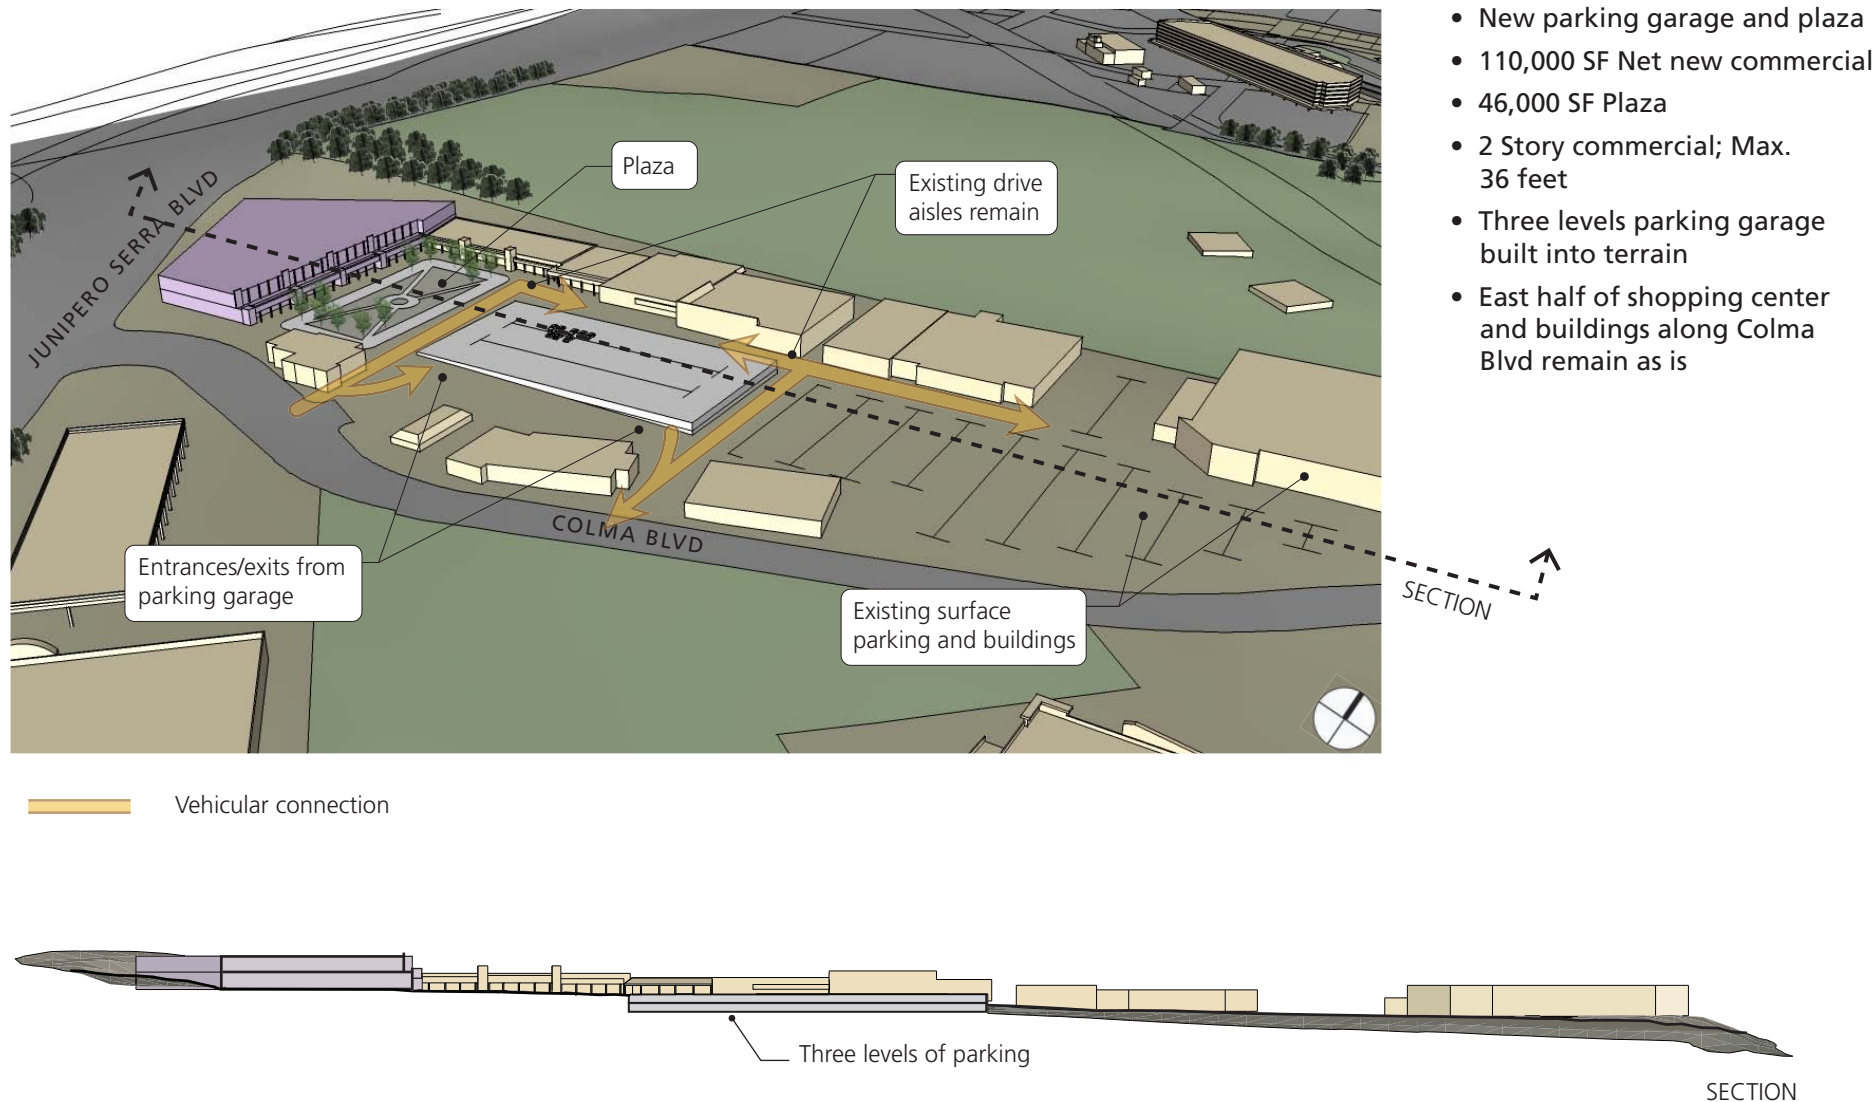 • New parking garage and plaza
• 110,000 SF Net new commercial
• 46,000 SF Plaza
• 2 Story commercial; Max.
36 feet
• Three levels parking garage
built into terrain
• East half of shopping center
and buildings along Colma
Blvd remain as is
Plaza
Existing drive
aisles remain
JUNIPERO SERRA BLVD
COLMA BLVD
Entrances/exits from
parking garage
Existing surface
parking and buildings
SECTION
Vehicular connection
Three levels of parking
SECTION